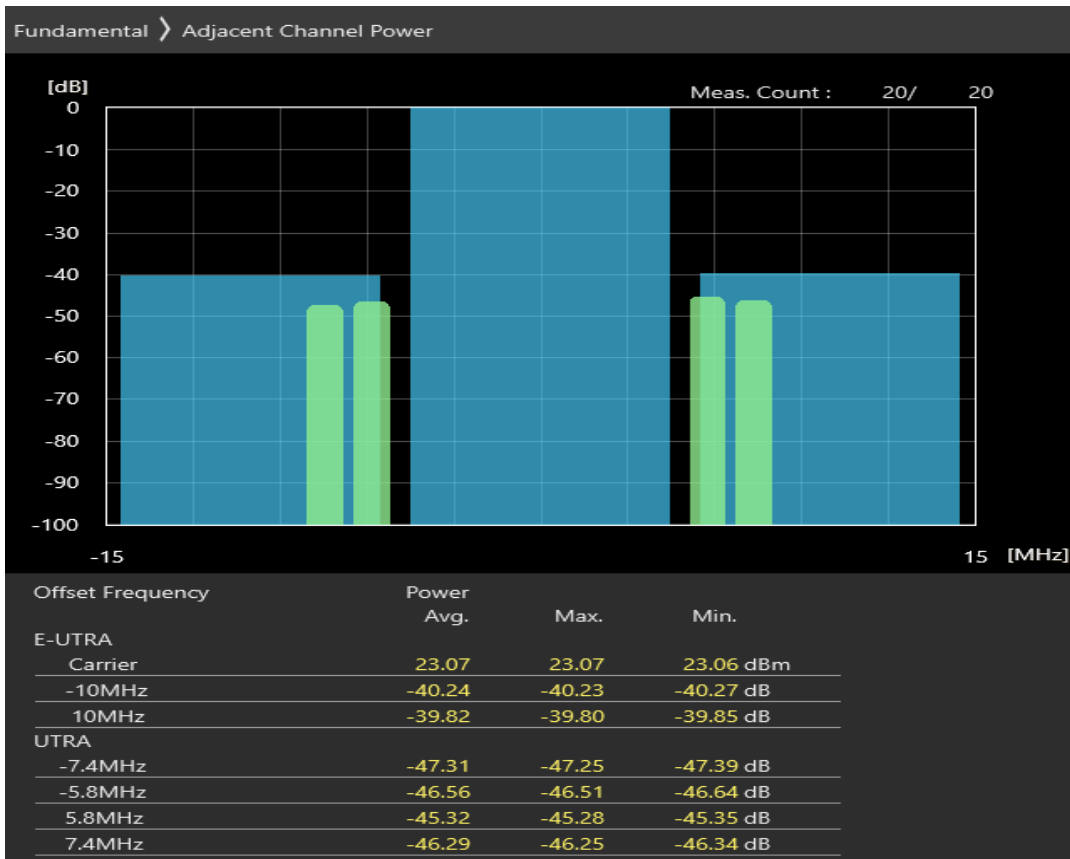 Fundamental 〉 Adjacent Channel Power
[dB]
Meas. Count : 20/ 20
0
-10
-20
-30
-40
-50
-60
-70
-80
-90
-100
-15 15 [MHz]
Offset Frequency Power
Avg. Max. Min.
E-UTRA
Carrier 23.07 23.07 23.06 dBm
-10MHz -40.24 -40.23 -40.27 dB
10MHz -39.82 -39.80 -39.85 dB
UTRA
-7.4MHz -47.31 -47.25 -47.39 dB
-5.8MHz -46.56 -46.51 -46.64 dB
5.8MHz -45.32 -45.28 -45.35 dB
7.4MHz -46.29 -46.25 -46.34 dB